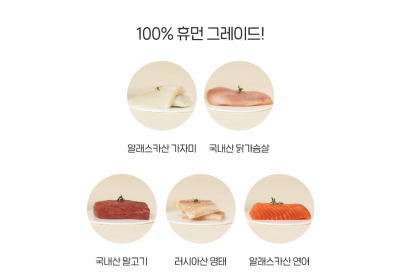 100% 휴먼 그레이드!
알래스카산 가자미
국내산 닭가슴살
국내산 말고기
러시아산 명태
알래스카산 연어